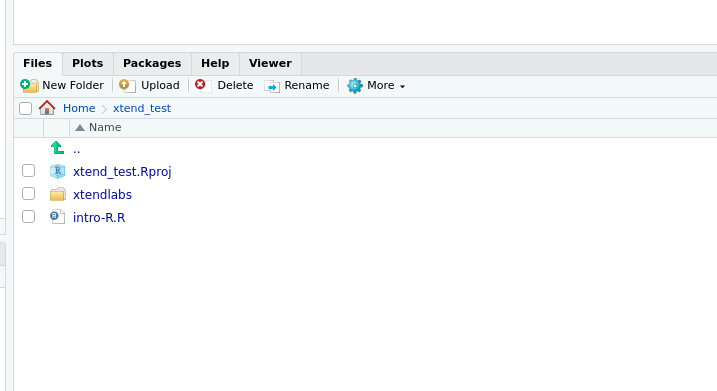 Files Plots Packages Help Viewer
New Folder Upload Delete Rename More
Home xtend_test
Name
..
xtend_test.Rproj
xtendlabs
intro-R.R